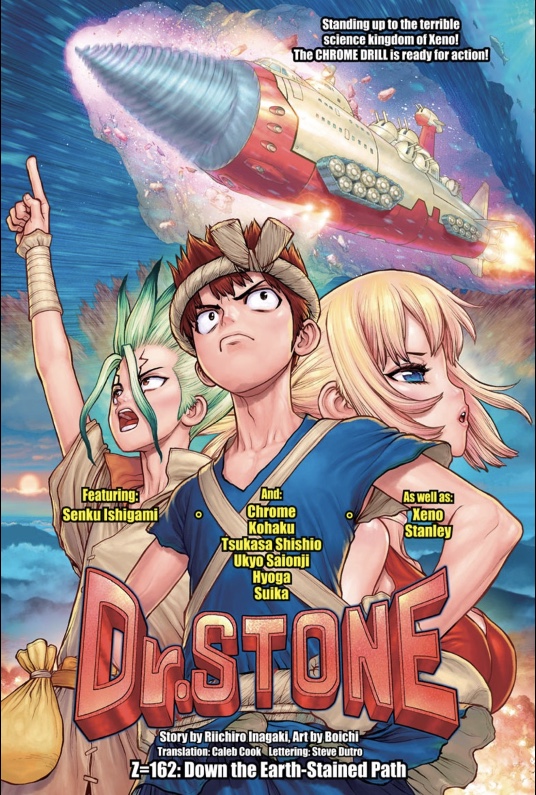 Standing up to the terrible
science kingdom of Xeno!
The CHROME DRILL is ready for action!
Featuring:
Senku Ishigami
And:
Chrome
Kohaku
Tsukasa Shishio
Ukyo Saionji
Hyoga
Suika
As well as:
Xeno
Stanley
Dr.STONE
Story by Riichiro Inagaki, Art by Boichi
Translation: Caleb Cook Lettering: Steve Dutro
Z=162: Down the Earth-Stained Path